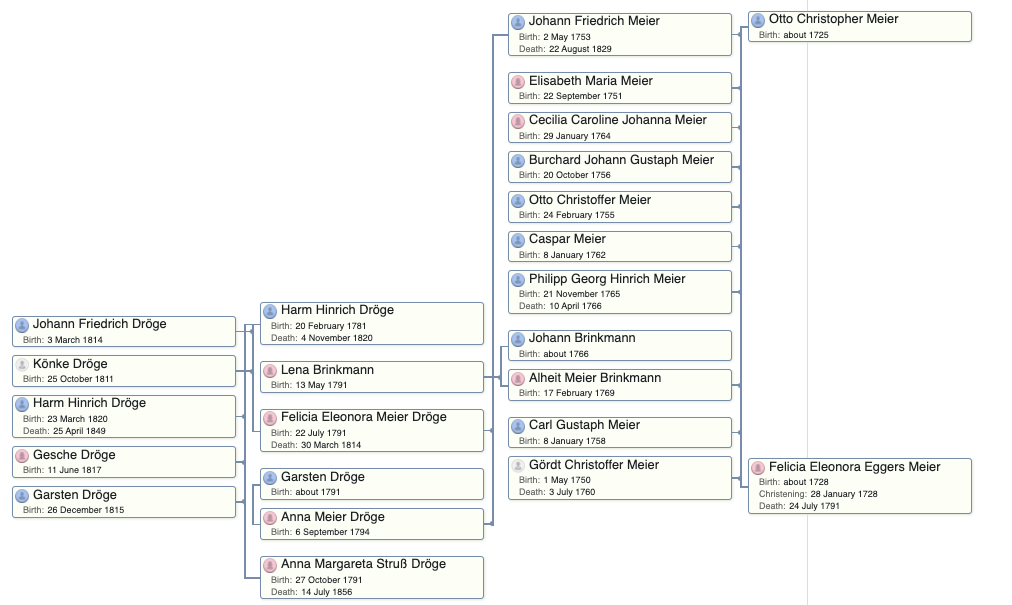 Johann Friedrich Dröge
Birth: 3 March 1814
Könke Dröge
Birth: 25 October 1811
Harm Hinrich Dröge
Birth: 23 March 1820
Death: 25 April 1849
Gesche Dröge
Birth: 11 June 1817
Garsten Dröge
Birth: 26 December 1815
Harm Hinrich Dröge
Birth: 20 February 1781
Death: 4 November 1820
Lena Brinkmann
Birth: 13 May 1791
Felicia Eleonora Meier Dröge
Birth: 22 July 1791
Death: 30 March 1814
Garsten Dröge
Birth: about 1791
Anna Meier Dröge
Birth: 6 September 1794
Anna Margareta Struß Dröge
Birth: 27 October 1791
Death: 14 July 1856
Johann Friedrich Meier
Birth: 2 May 1753
Death: 22 August 1829
Elisabeth Maria Meier
Birth: 22 September 1751
Cecilia Caroline Johanna Meier
Birth: 29 January 1764
Burchard Johann Gustaph Meier
Birth: 20 October 1756
Otto Christoffer Meier
Birth: 24 February 1755
Caspar Meier
Birth: 8 January 1762
Philipp Georg Hinrich Meier
Birth: 21 November 1765
Death: 10 April 1766
Johann Brinkmann
Birth: about 1766
Alheit Meier Brinkmann
Birth: 17 February 1769
Carl Gustaph Meier
Birth: 8 January 1758
Gördt Christoffer Meier
Birth: 1 May 1750
Death: 3 July 1760
Otto Christopher Meier
Birth: about 1725
Felicia Eleonora Eggers Meier
Birth: about 1728
Christening: 28 January 1728
Death: 24 July 1791